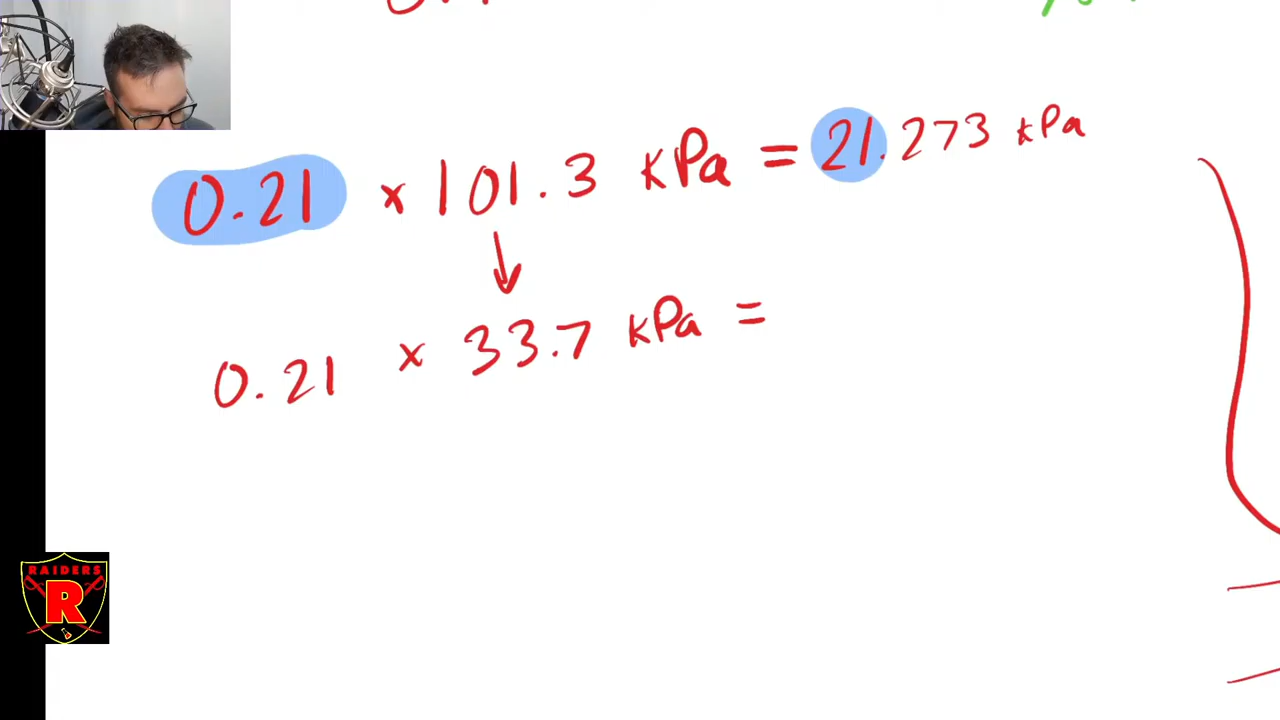 0.21 × 101.3 kPa = 21.273 kPa
↓
0.21 × 33.7 kPa =
RAIDERS
R